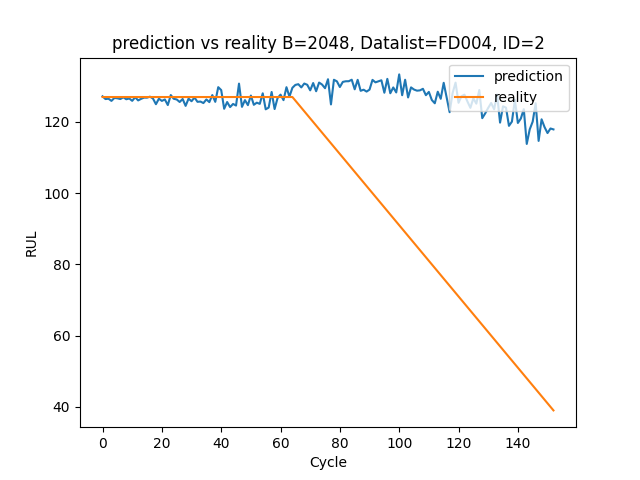 prediction vs reality B=2048, Datalist=FD004, ID=2
prediction
reality
RUL
120
100
80
60
40
0 20 40 60 80 100 120 140
Cycle